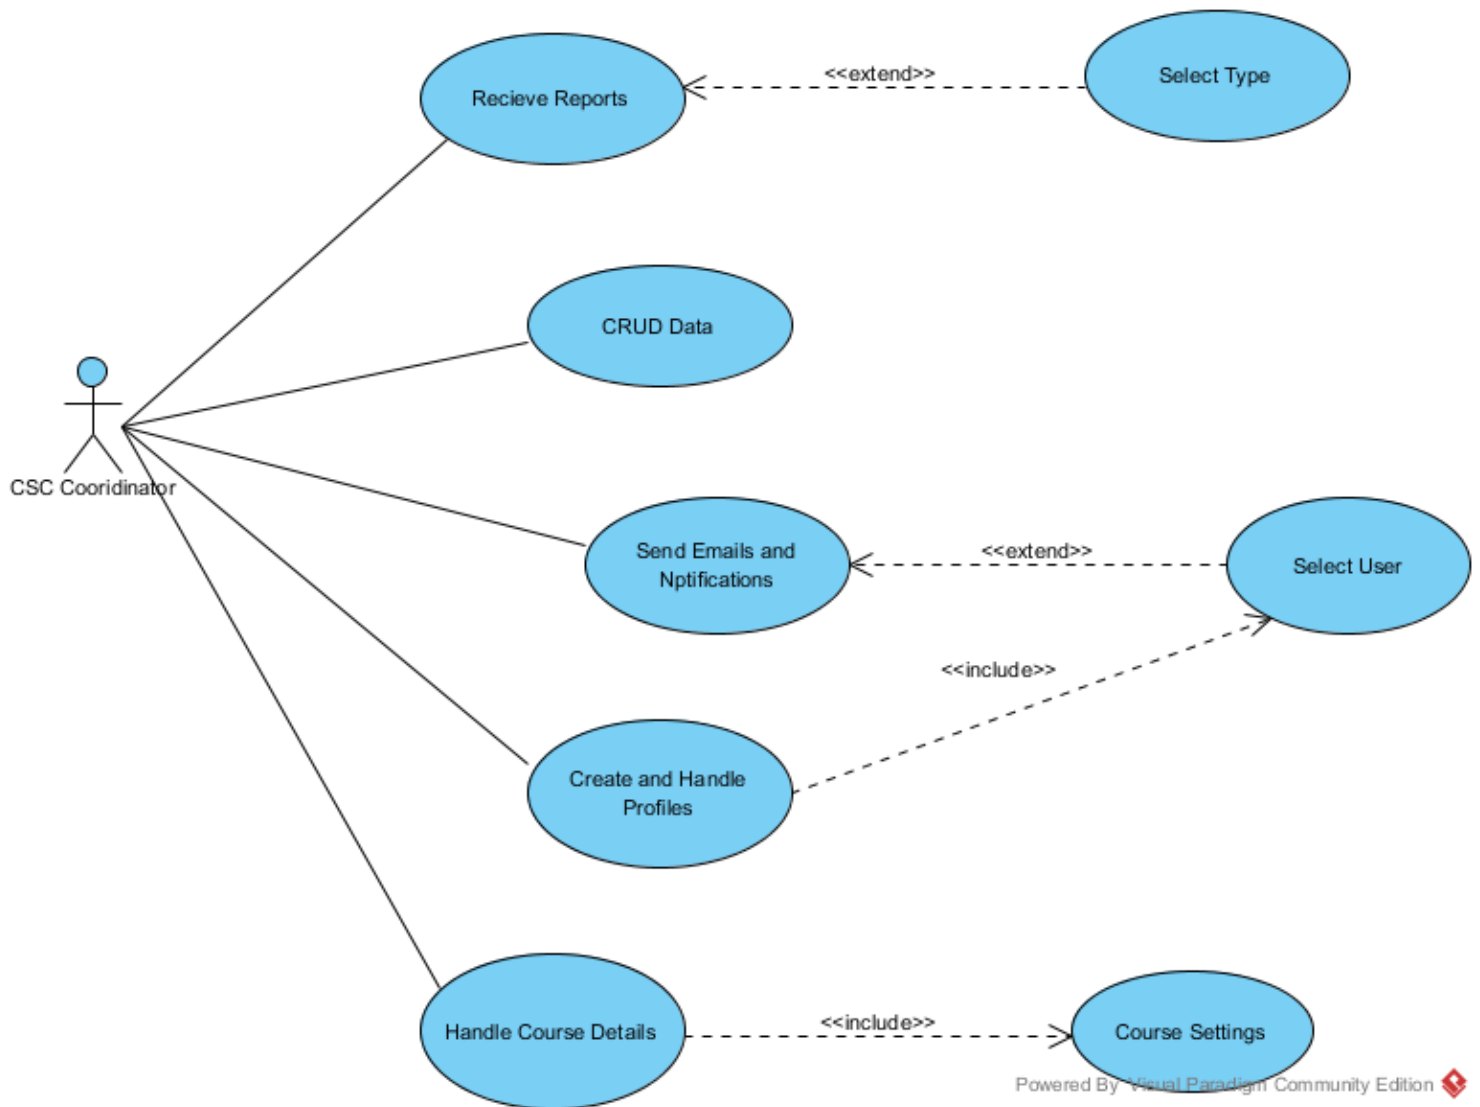 Recieve Reports
<<extend>>
Select Type
CRUD Data
CSC Cooridinator
Send Emails and
Nptifications
<<extend>>
Select User
<<include>>
Create and Handle
Profiles
Handle Course Details
<<include>>
Course Settings
Powered By Visual Paradigm Community Edition